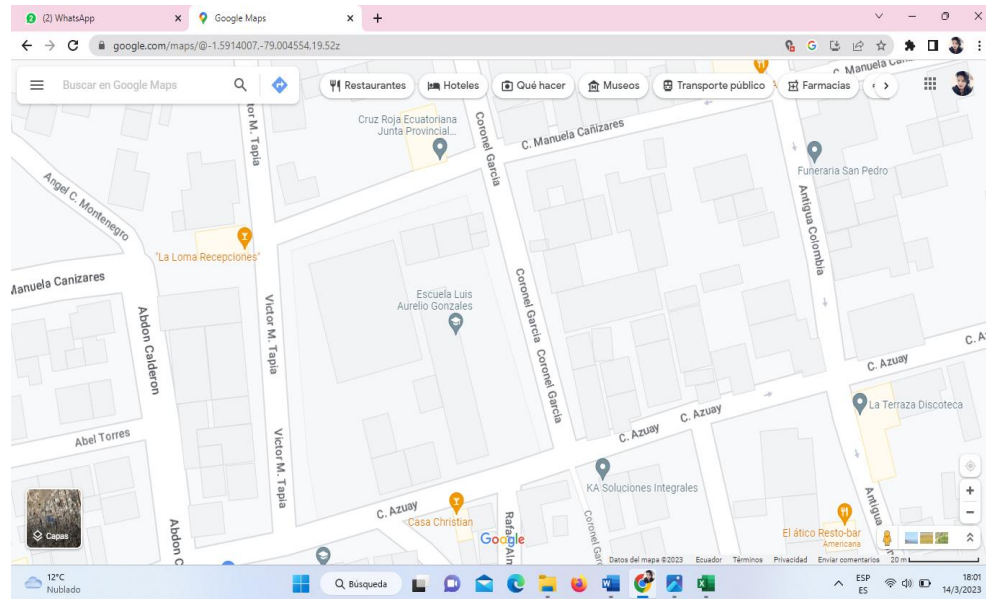 (2) WhatsApp
Google Maps
google.com/maps/@-1.5914007,-79.004554,19.52z
Buscar en Google Maps
Restaurantes
Hoteles
Qué hacer
Museos
Transporte público
Farmacias
C. Manuela Cañizares
Cruz Roja Ecuatoriana
Junta Provincial...
Coronel García
Funeraria San Pedro
Angel C. Montenegro
Antigua Colombia
"La Loma Recepciones"
Manuela Canizares
Escuela Luis
Aurelio Gonzales
Victor M. Tapia
Coronel Garcia
Abdon Calderon
Coronel Garcia
C. Azuay
La Terraza Discoteca
C. Azuay
C. Azuay
Abel Torres
Victor M. Tapia
KA Soluciones Integrales
C. Azuay
Casa Christian
Capas
Google
El ático Resto-bar
Americana
Datos del mapa ©2023
Ecuador
Términos
Privacidad
Enviar comentarios
20 m
12°C
Nublado
Búsqueda
ESP
ES
18:01
14/3/2023